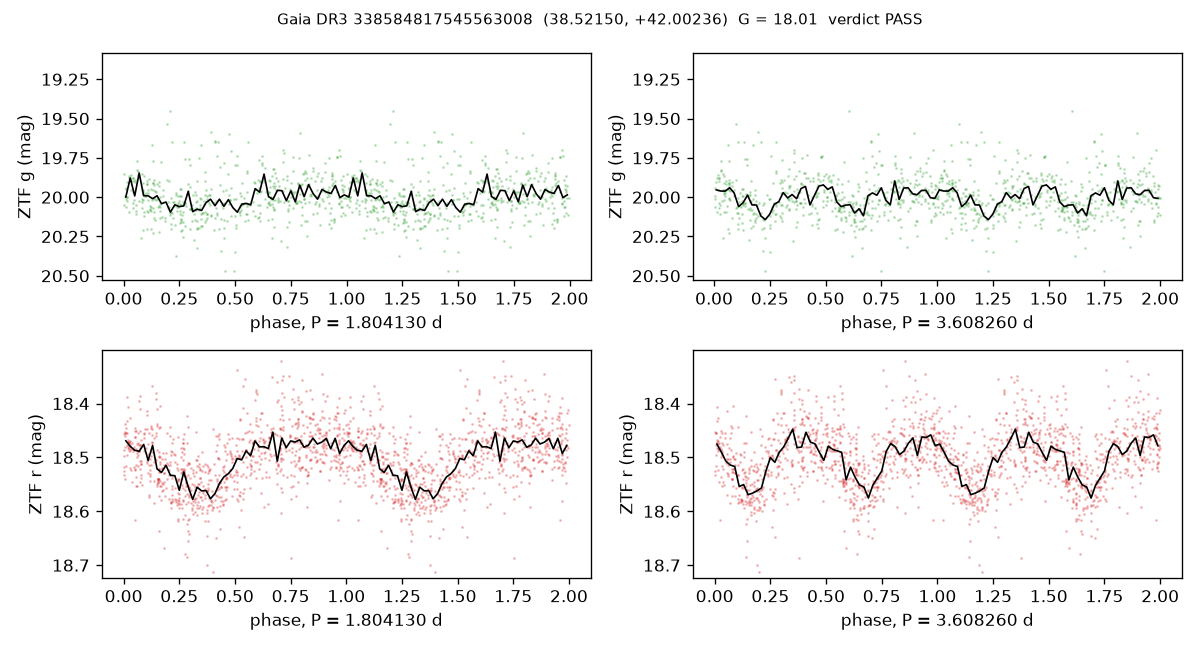 Gaia DR3 338584817545563008 (38.52150, +42.00236) G = 18.01 verdict PASS
ZTF g (mag)
19.25
19.50
19.75
20.00
20.25
20.50
0.00 0.25 0.50 0.75 1.00 1.25 1.50 1.75 2.00
phase, P = 1.804130 d
ZTF g (mag)
19.25
19.50
19.75
20.00
20.25
20.50
0.00 0.25 0.50 0.75 1.00 1.25 1.50 1.75 2.00
phase, P = 3.608260 d
ZTF r (mag)
18.4
18.5
18.6
18.7
0.00 0.25 0.50 0.75 1.00 1.25 1.50 1.75 2.00
phase, P = 1.804130 d
ZTF r (mag)
18.4
18.5
18.6
18.7
0.00 0.25 0.50 0.75 1.00 1.25 1.50 1.75 2.00
phase, P = 3.608260 d